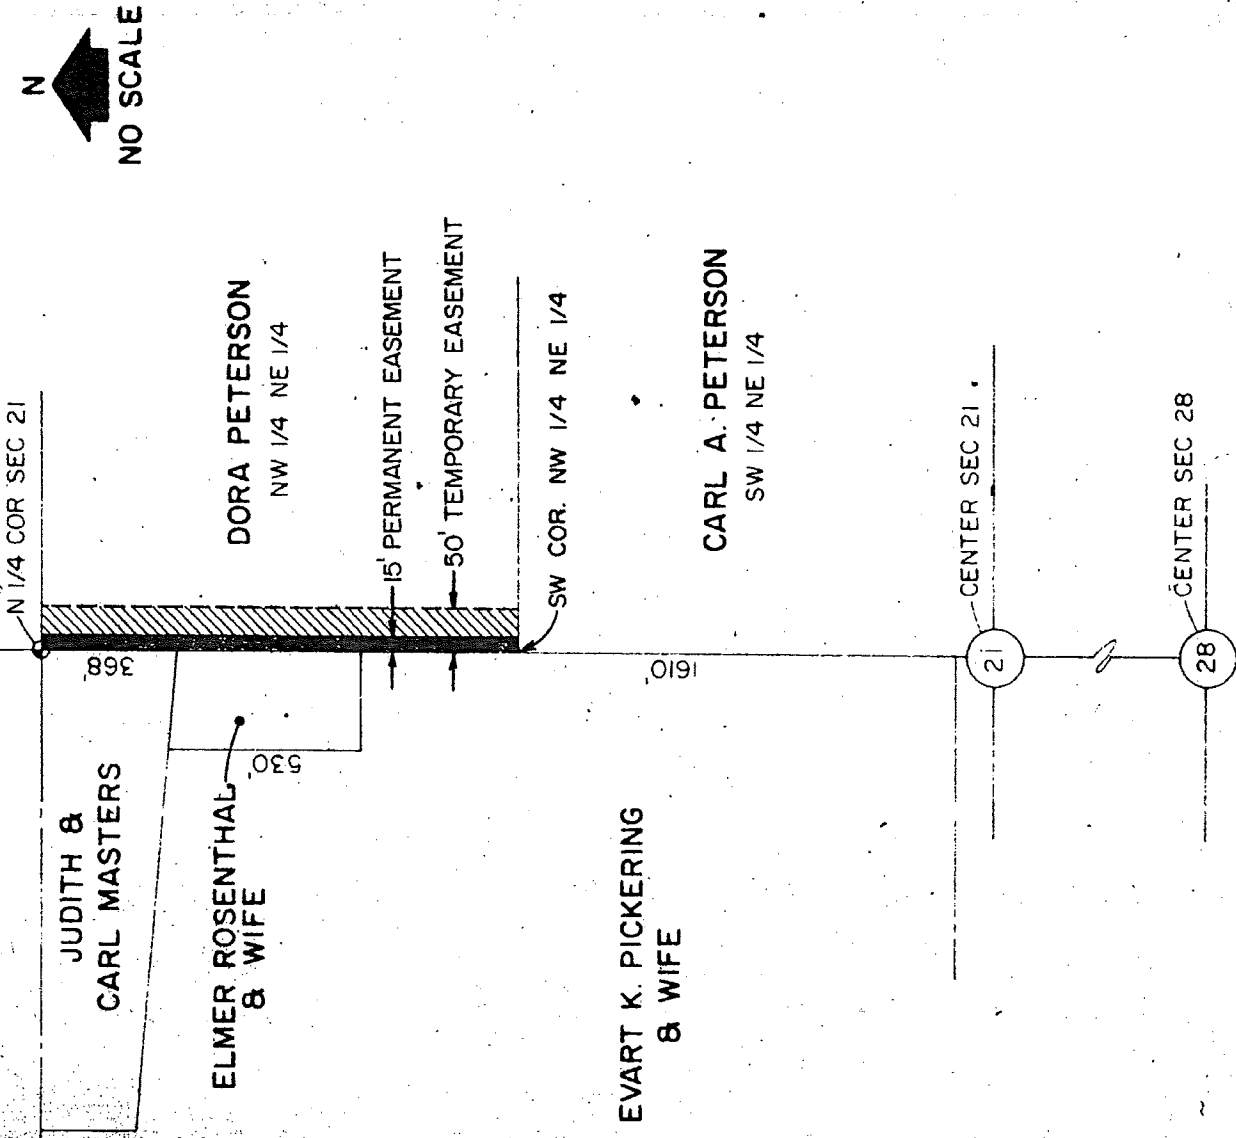 N
NO SCALE
N 1/4 COR SEC 21
368'
JUDITH &
CARL MASTERS
DORA PETERSON
NW 1/4 NE 1/4
530'
ELMER ROSENTHAL
& WIFE
15' PERMANENT EASEMENT
50' TEMPORARY EASEMENT
SW COR. NW 1/4 NE 1/4
1610'
CARL A. PETERSON
SW 1/4 NE 1/4
EVART K. PICKERING
& WIFE
CENTER SEC 21
21
CENTER SEC 28
28